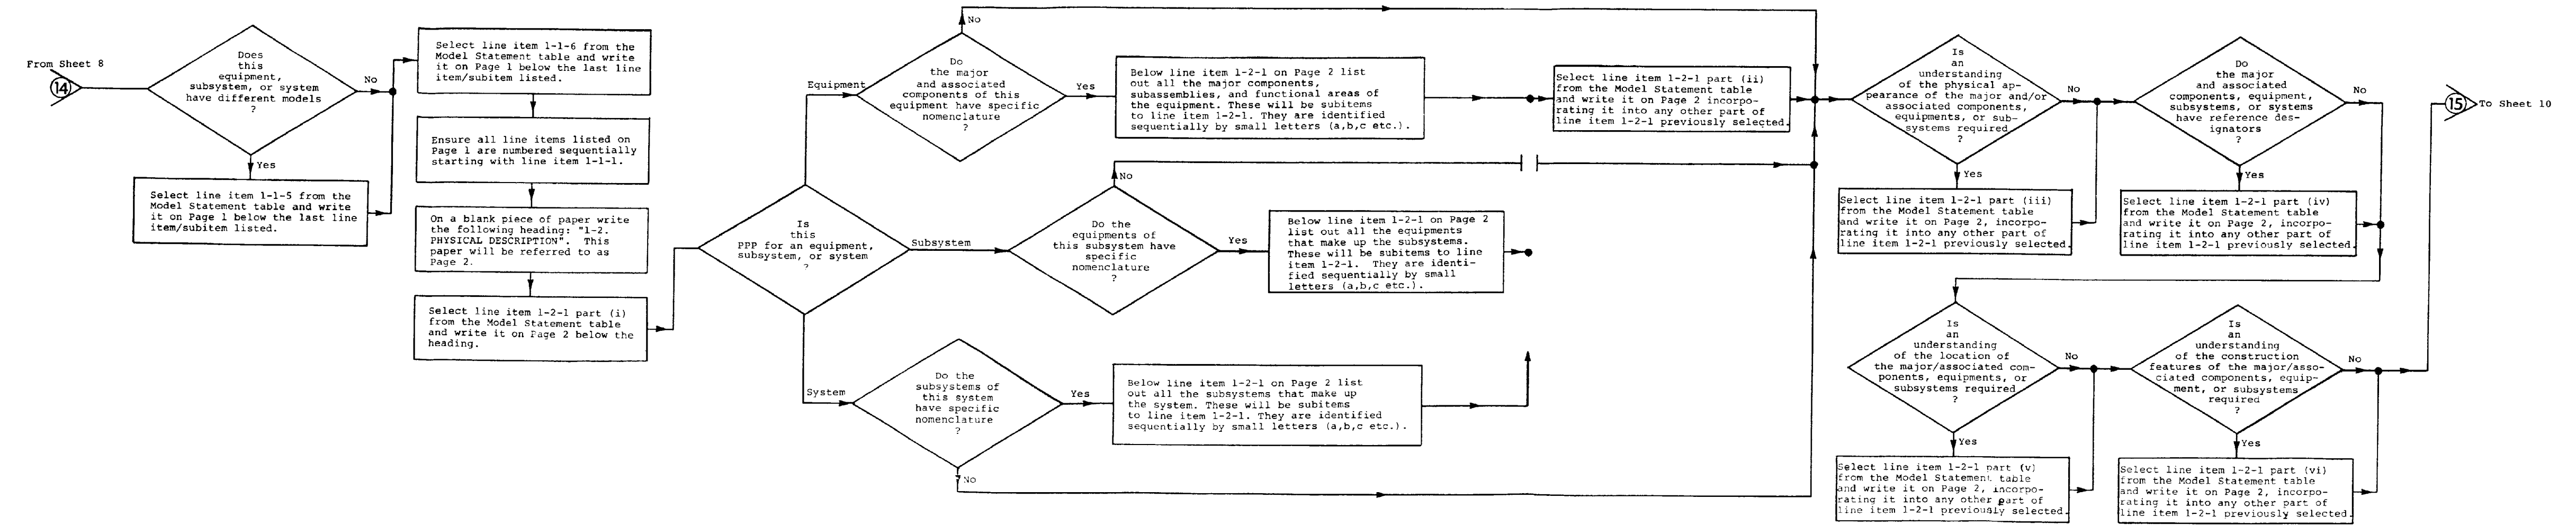 From Sheet 8
14
Does
this
equipment,
subsystem, or system
have different models
?
No
Yes
Select line item 1-1-5 from the
Model Statement table and write
it on Page 1 below the last line
item/subitem listed.
Select line item 1-1-6 from the
Model Statement table and write
it on Page 1 below the last line
item/subitem listed.
Ensure all line items listed on
Page 1 are numbered sequentially
starting with line item 1-1-1.
On a blank piece of paper write
the following heading: "1-2.
PHYSICAL DESCRIPTION". This
paper will be referred to as
Page 2.
Select line item 1-2-1 part (i)
from the Model Statement table
and write it on Page 2 below the
heading.
Is
this
PPP for an equipment,
subsystem, or system
?
Equipment
Subsystem
System
No
Do
the major
and associated
components of this
equipment have specific
nomenclature
?
Yes
Below line item 1-2-1 on Page 2 list
out all the major components,
subassemblies, and functional areas of
the equipment. These will be subitems
to line item 1-2-1. They are identified
sequentially by small letters (a,b,c etc.).
Select line item 1-2-1 part (ii)
from the Model Statement table
and write it on Page 2 incorpo-
rating it into any other part of
line item 1-2-1 previously selected.
No
Do the
equipments of
this subsystem have
specific
nomenclature
?
Yes
Below line item 1-2-1 on Page 2
list out all the equipments
that make up the subsystems.
These will be subitems to line
item 1-2-1. They are identi-
fied sequentially by small
letters (a,b,c etc.).
Do the
subsystems of
this system
have specific
nomenclature
?
Yes
No
Below line item 1-2-1 on Page 2 list
out all the subsystems that make up
the system. These will be subitems
to line item 1-2-1. They are identified
sequentially by small letters (a,b,c etc.).
Is
an
understanding
of the physical ap-
pearance of the major and/or
associated components,
equipments, or sub-
systems required
?
No
Yes
Select line item 1-2-1 part (iii)
from the Model Statement table
and write it on Page 2, incorpo-
rating it into any other part of
line item 1-2-1 previously selected.
Do
the major
and associated
components, equipment,
subsystems, or systems
have reference des-
ignators
?
No
Yes
Select line item 1-2-1 part (iv)
from the Model Statement table
and write it on Page 2, incorpo-
rating it into any other part of
line item 1-2-1 previously selected.
Is
an
understanding
of the location of
the major/associated com-
ponents, equipments, or
subsystems required
?
No
Yes
Select line item 1-2-1 part (v)
from the Model Statement table
and write it on Page 2, incorpo-
rating it into any other part of
line item 1-2-1 previously selected.
Is
an
understanding
of the construction
features of the major/asso-
ciated components, equip-
ment, or subsystems
required
?
No
Yes
Select line item 1-2-1 part (vi)
from the Model Statement table
and write it on Page 2, incorpo-
rating it into any other part of
line item 1-2-1 previously selected.
15
To Sheet 10